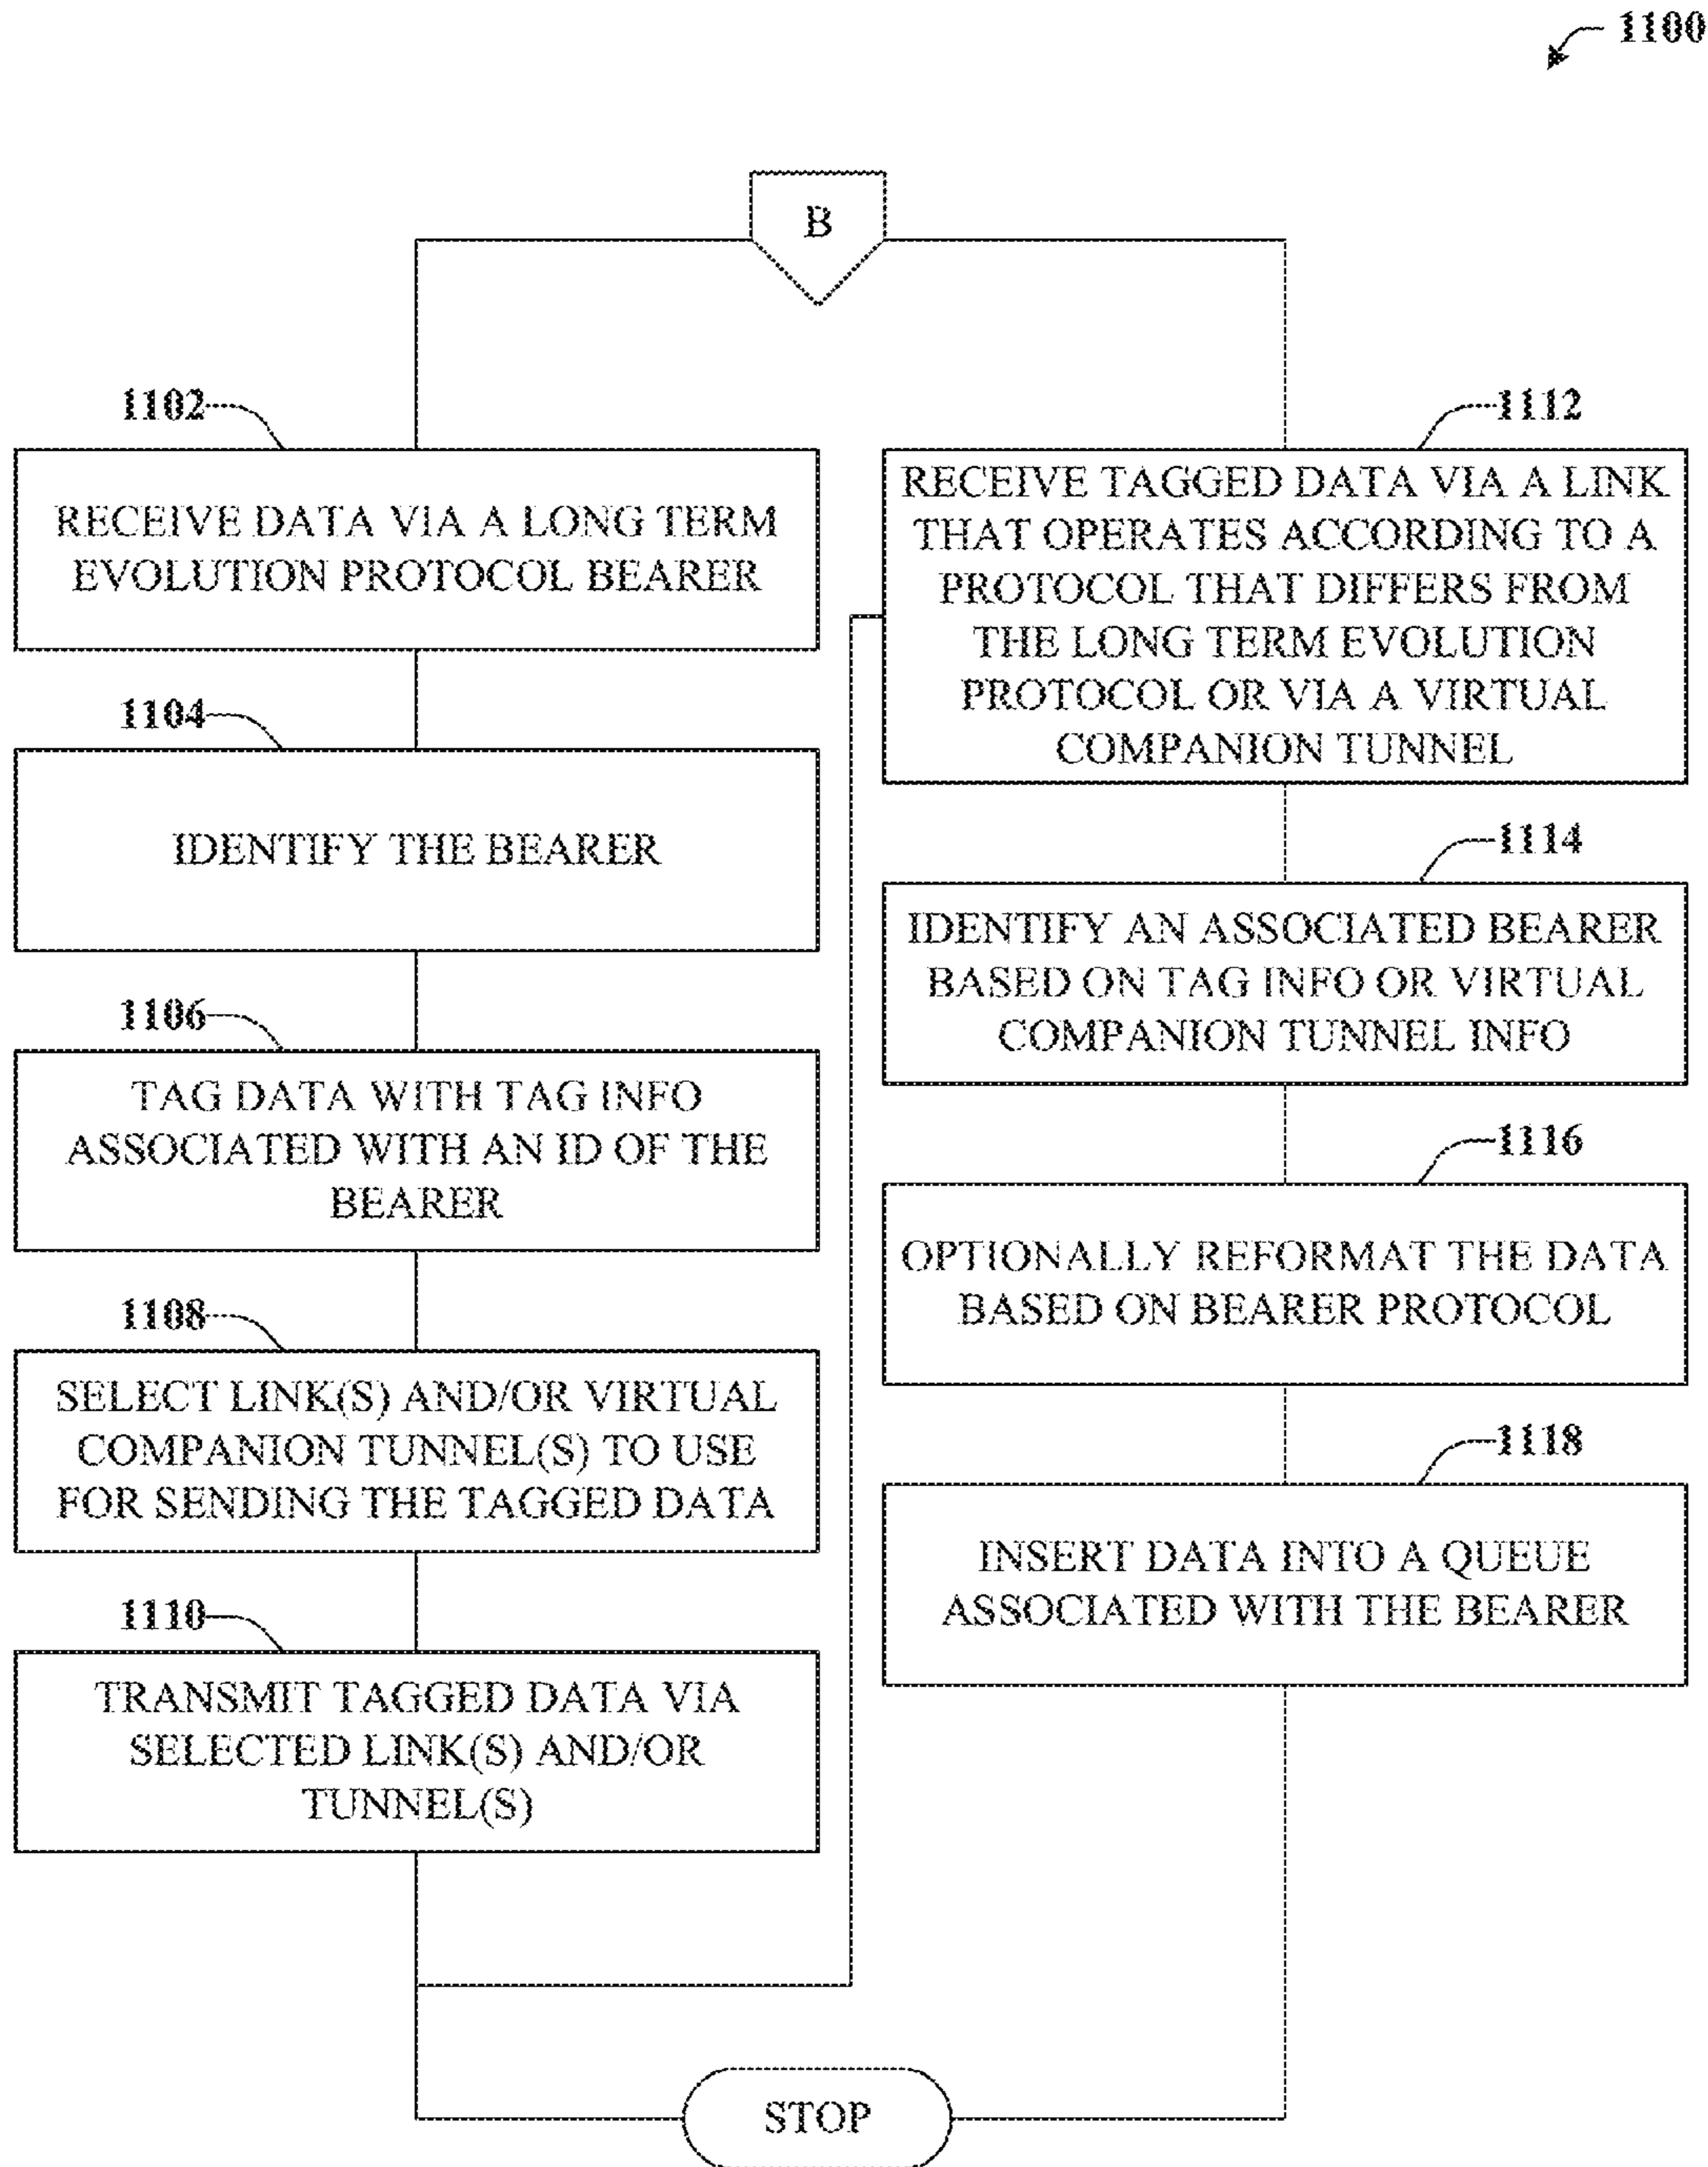 1100
B
1102
RECEIVE DATA VIA A LONG TERM
EVOLUTION PROTOCOL BEARER
1104
IDENTIFY THE BEARER
1106
TAG DATA WITH TAG INFO
ASSOCIATED WITH AN ID OF THE
BEARER
1108
SELECT LINK(S) AND/OR VIRTUAL
COMPANION TUNNEL(S) TO USE
FOR SENDING THE TAGGED DATA
1110
TRANSMIT TAGGED DATA VIA
SELECTED LINK(S) AND/OR
TUNNEL(S)
1112
RECEIVE TAGGED DATA VIA A LINK
THAT OPERATES ACCORDING TO A
PROTOCOL THAT DIFFERS FROM
THE LONG TERM EVOLUTION
PROTOCOL OR VIA A VIRTUAL
COMPANION TUNNEL
1114
IDENTIFY AN ASSOCIATED BEARER
BASED ON TAG INFO OR VIRTUAL
COMPANION TUNNEL INFO
1116
OPTIONALLY REFORMAT THE DATA
BASED ON BEARER PROTOCOL
1118
INSERT DATA INTO A QUEUE
ASSOCIATED WITH THE BEARER
STOP